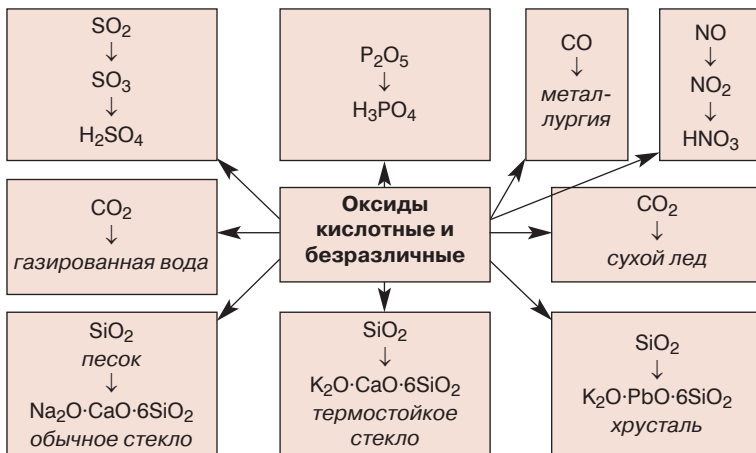 SO₂
↓
SO₃
↓
H₂SO₄
P₂O₅
↓
H₃PO₄
CO
↓
метал-
лургия
NO
↓
NO₂
↓
HNO₃
CO₂
↓
газированная вода
Оксиды
кислотные и
безразличные
CO₂
↓
сухой лед
SiO₂
песок
↓
Na₂O·CaO·6SiO₂
обычное стекло
SiO₂
↓
K₂O·CaO·6SiO₂
термостойкое
стекло
SiO₂
↓
K₂O·PbO·6SiO₂
хрусталь